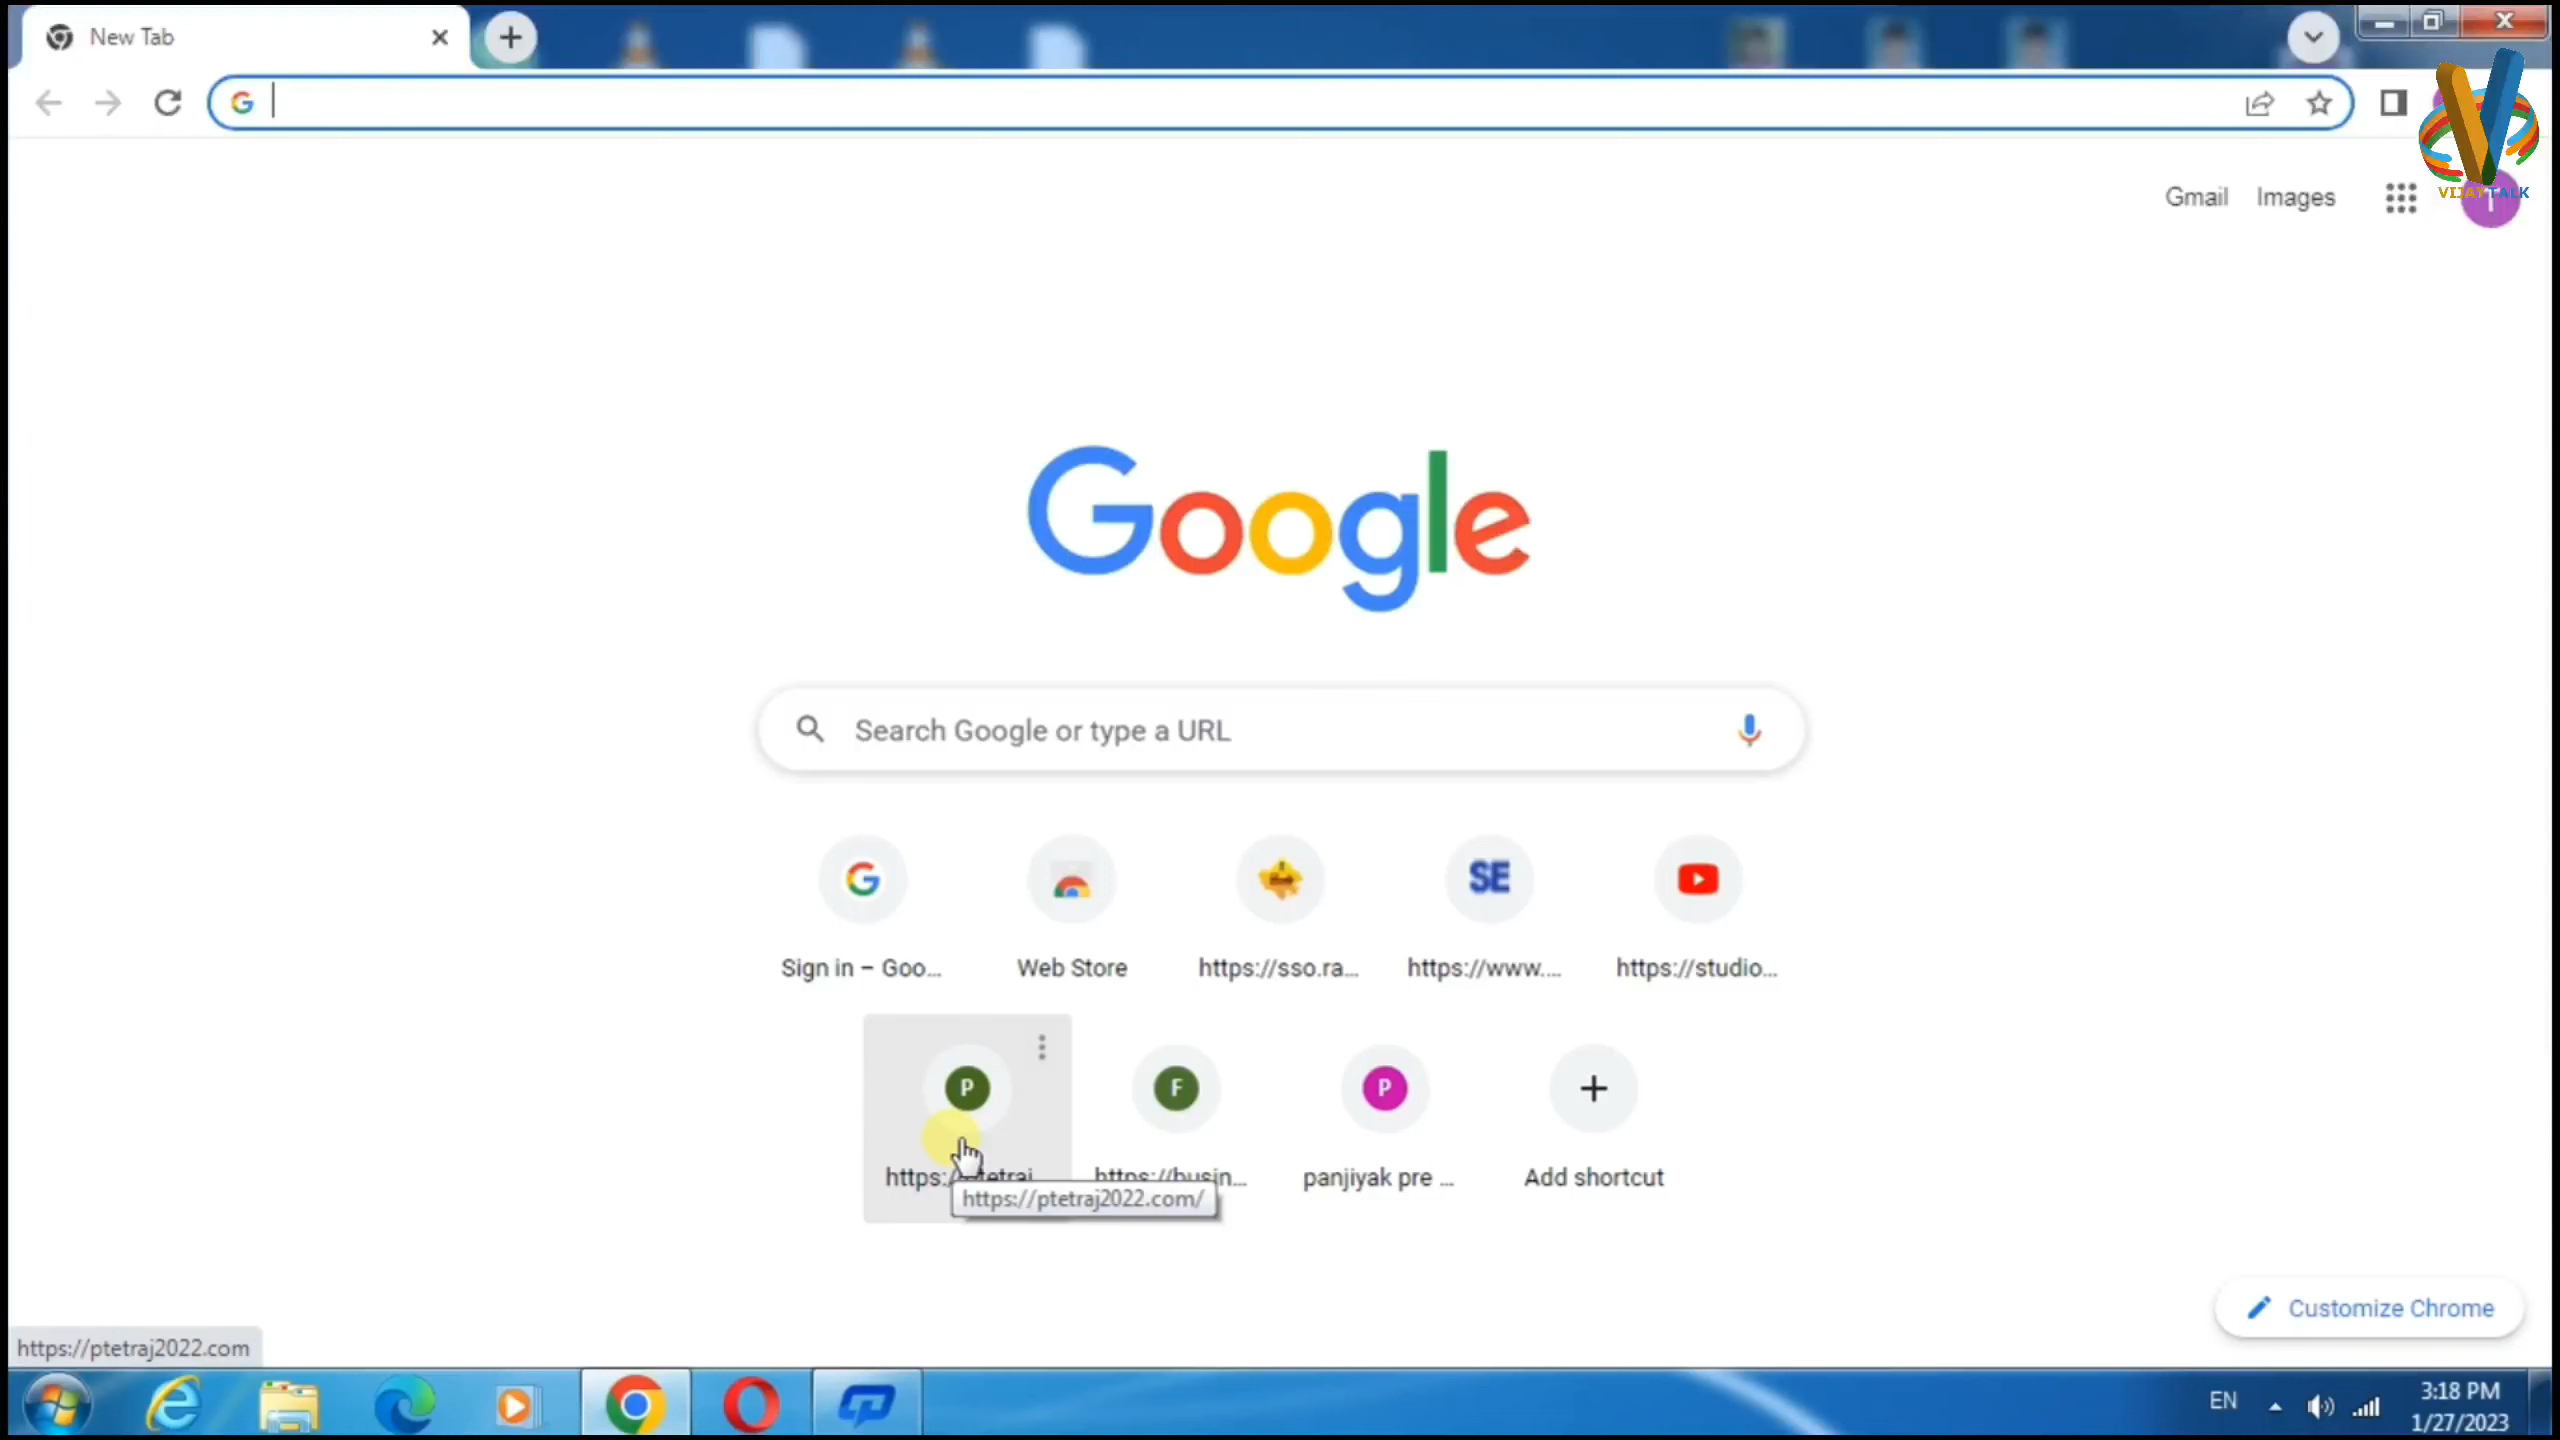 New Tab
VIJAY TALK
Gmail Images
Google
Search Google or type a URL
Sign in – Goo...
Web Store
https://sso.ra...
https://www....
https://studio...
SE
P
F
P
https://busin...
panjiyak pre ...
Add shortcut
https://ptetraj2022.com/
Customize Chrome
https://ptetraj2022.com
EN
3:18 PM
1/27/2023